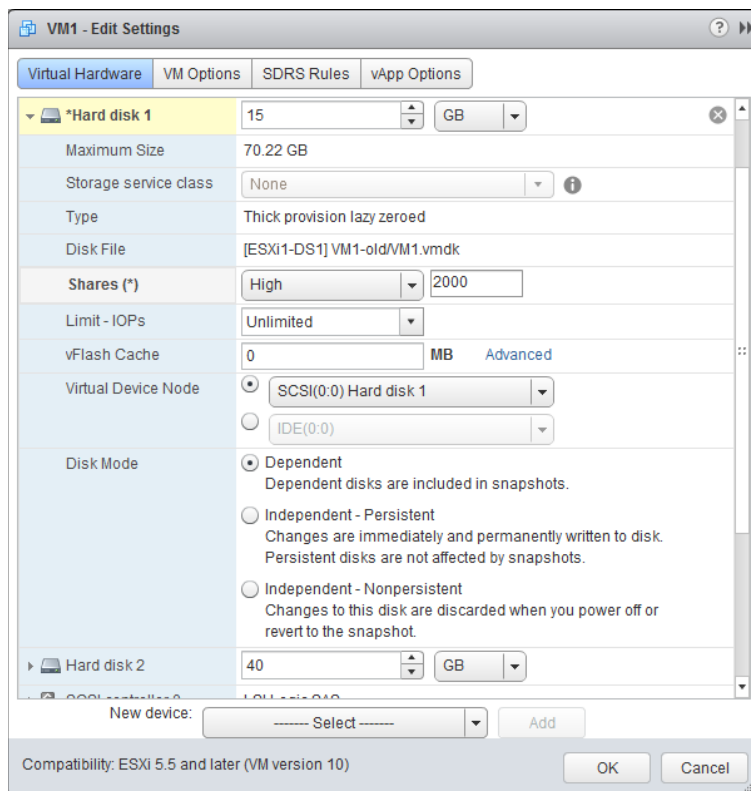 VM1 - Edit Settings
Virtual Hardware VM Options SDRS Rules vApp Options
*Hard disk 1 15 GB
Maximum Size 70.22 GB
Storage service class None
Type Thick provision lazy zeroed
Disk File [ESXi1-DS1] VM1-old/VM1.vmdk
Shares (*) High 2000
Limit - IOPs Unlimited
vFlash Cache 0 MB Advanced
Virtual Device Node SCSI(0:0) Hard disk 1
IDE(0:0)
Disk Mode Dependent
Dependent disks are included in snapshots.
Independent - Persistent
Changes are immediately and permanently written to disk.
Persistent disks are not affected by snapshots.
Independent - Nonpersistent
Changes to this disk are discarded when you power off or
revert to the snapshot.
Hard disk 2 40 GB
New device: ------- Select ------- Add
Compatibility: ESXi 5.5 and later (VM version 10) OK Cancel